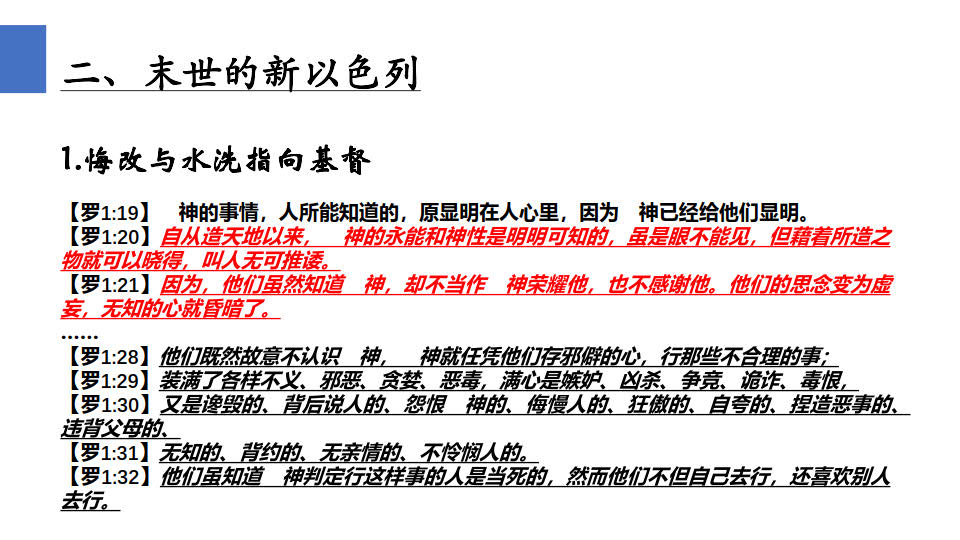 二、末世的新以色列
1.悔改与水洗指向基督
【罗1:19】　神的事情，人所能知道的，原显明在人心里，因为　神已经给他们显明。
【罗1:20】自从造天地以来，　神的永能和神性是明明可知的，虽是眼不能见，但藉着所造之
物就可以晓得，叫人无可推诿。
【罗1:21】因为，他们虽然知道　神，却不当作　神荣耀他，也不感谢他。他们的思念变为虚
妄，无知的心就昏暗了。
……
【罗1:28】他们既然故意不认识　神，　神就任凭他们存邪僻的心，行那些不合理的事；
【罗1:29】装满了各样不义、邪恶、贪婪、恶毒，满心是嫉妒、凶杀、争竞、诡诈、毒恨，
【罗1:30】又是谗毁的、背后说人的、怨恨　神的、侮慢人的、狂傲的、自夸的、捏造恶事的、
违背父母的、
【罗1:31】无知的、背约的、无亲情的、不怜悯人的。
【罗1:32】他们虽知道　神判定行这样事的人是当死的，然而他们不但自己去行，还喜欢别人
去行。